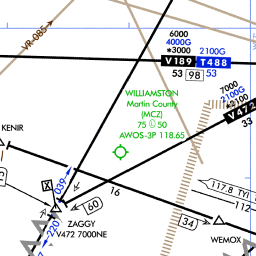 VR-085
6000
4000G
*3000
2100G
V189
T488
53
98
53
7000
2100G
V472
WILLIAMSTON
Martin County
(MCZ)
75 50
AWOS-3P 118.65
KENIR
X
039
60
16
117.8 TYI
112
34
ZAGGY
V472 7000NE
220
WEMOX